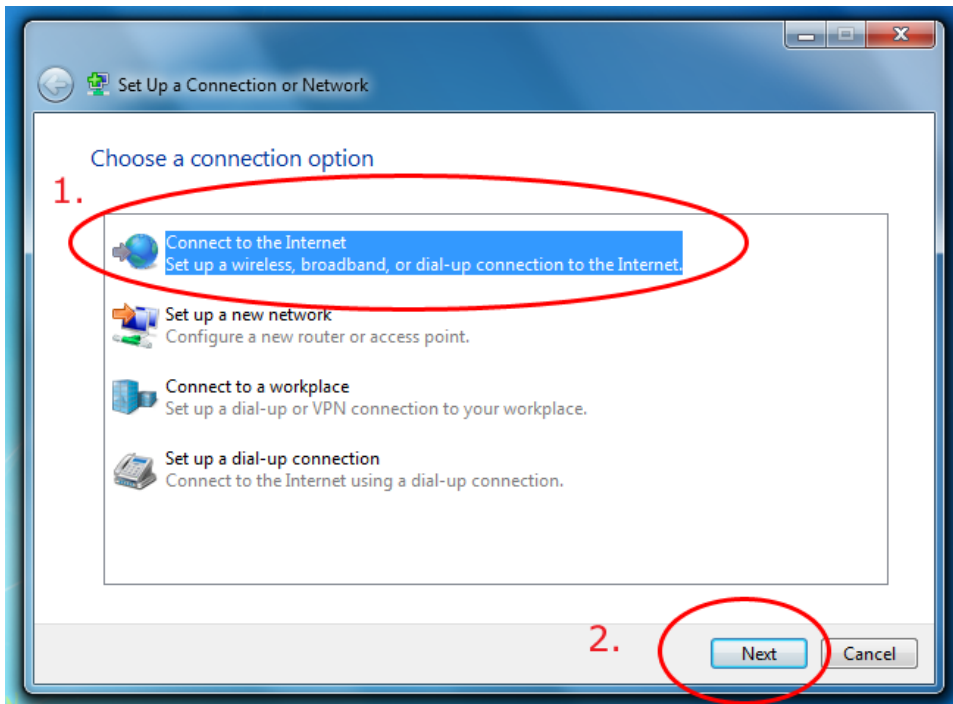 Set Up a Connection or Network
Choose a connection option
1.
Connect to the Internet
Set up a wireless, broadband, or dial-up connection to the Internet.
Set up a new network
Configure a new router or access point.
Connect to a workplace
Set up a dial-up or VPN connection to your workplace.
Set up a dial-up connection
Connect to the Internet using a dial-up connection.
2.
Next
Cancel